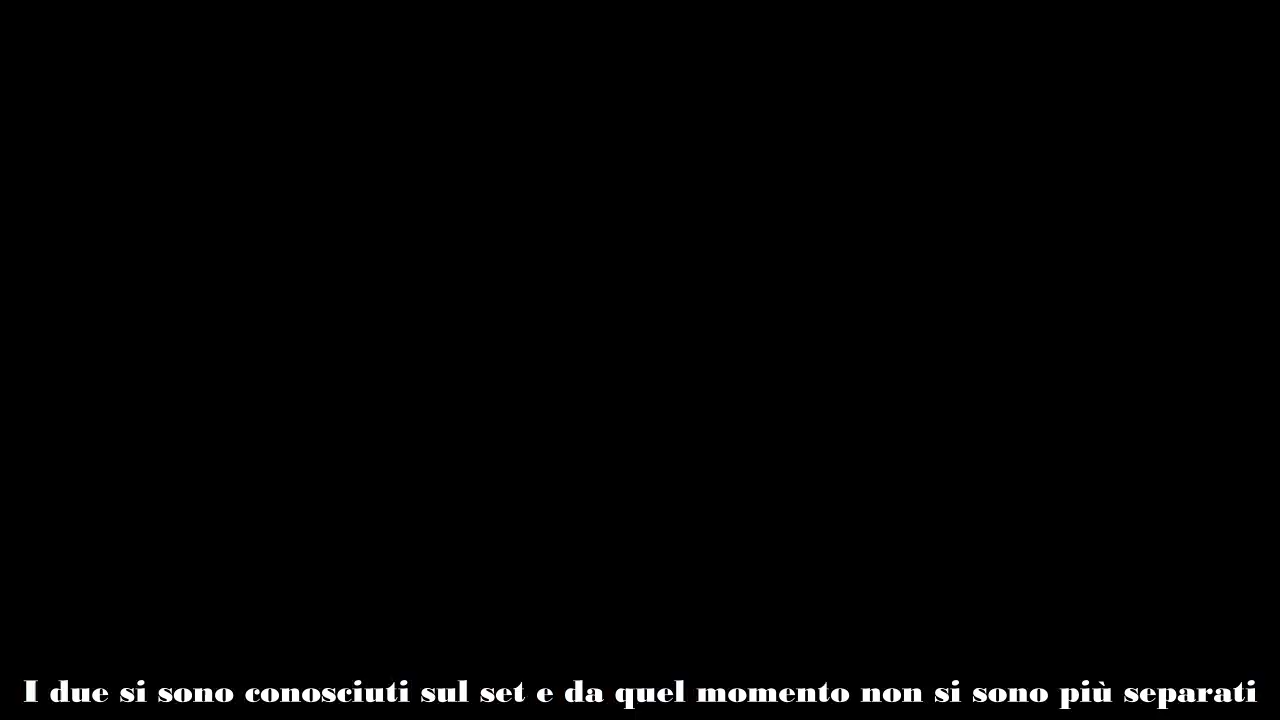 I due si sono conosciuti sul set e da quel momento non si sono più separati